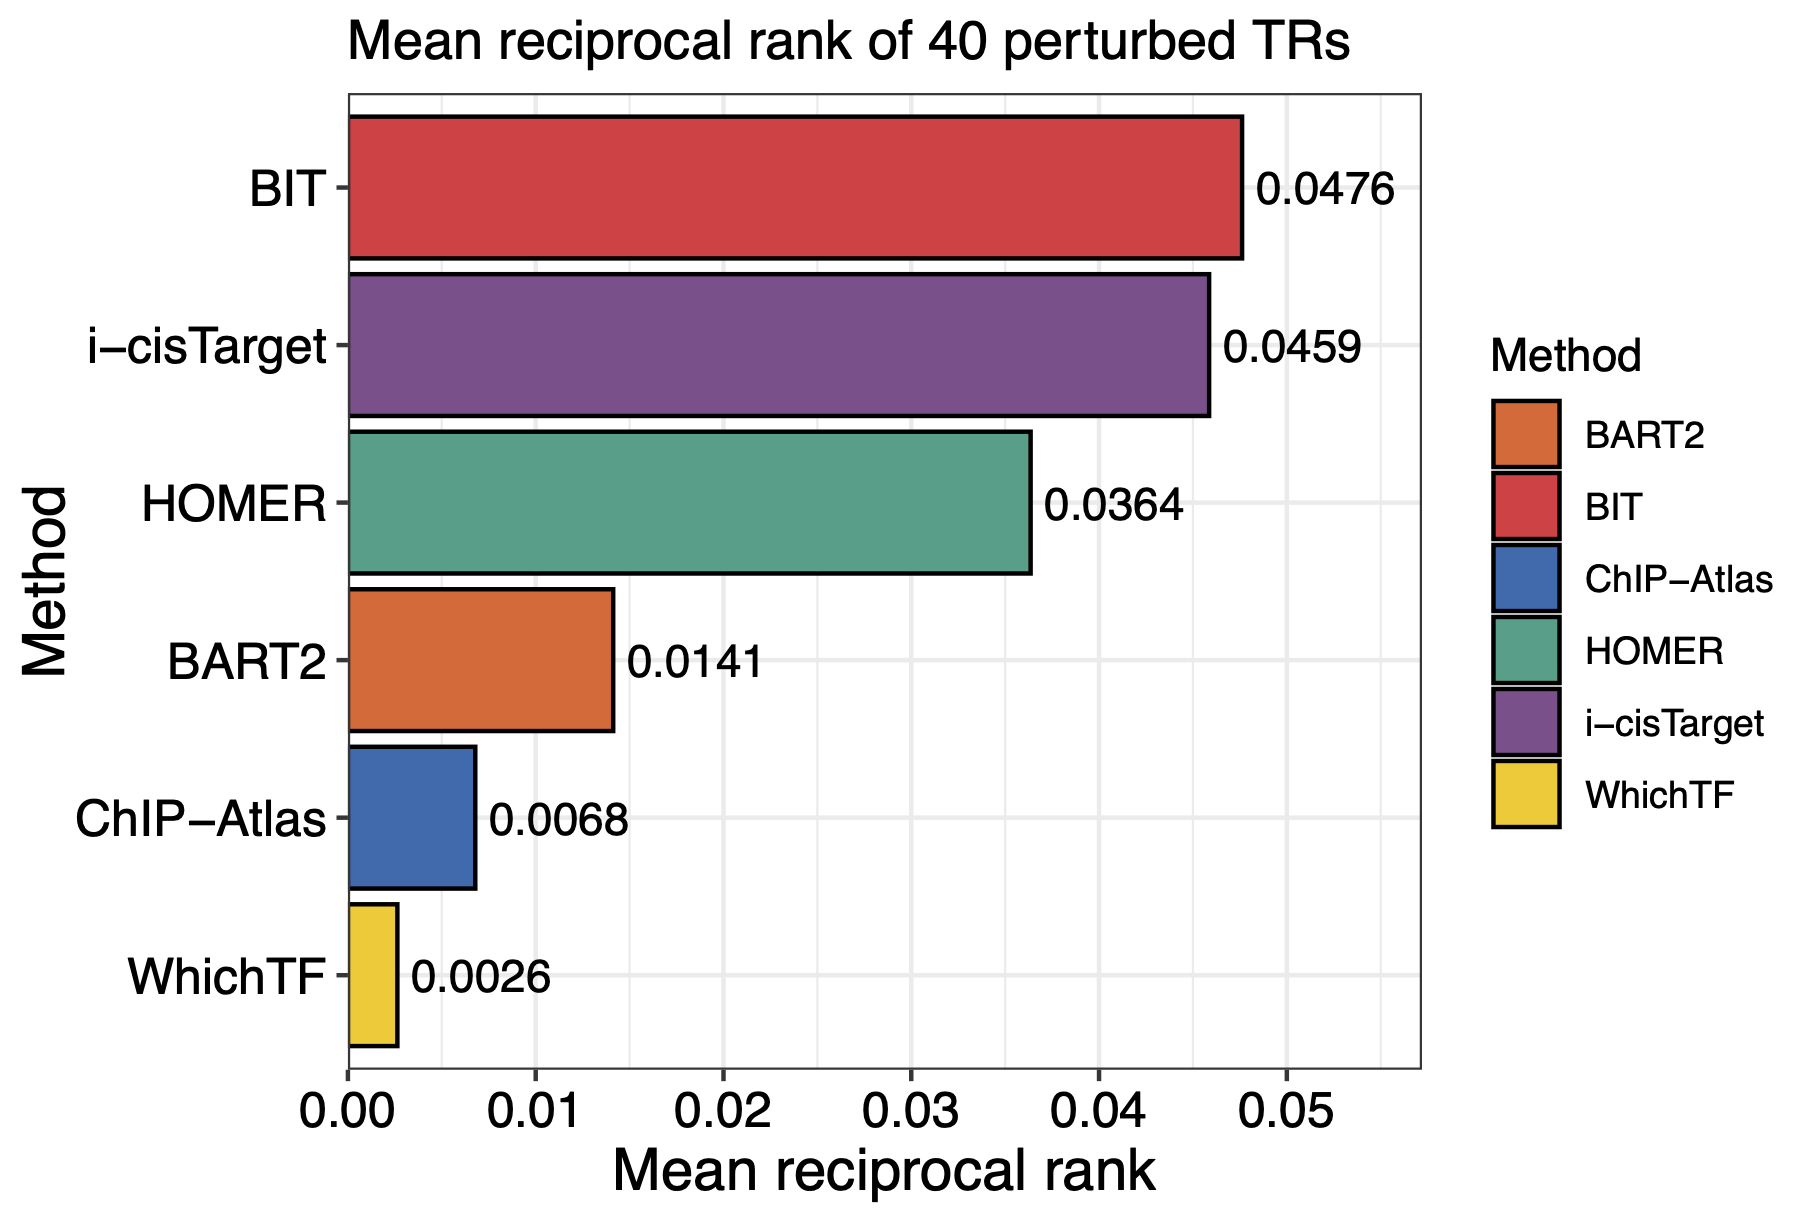 Mean reciprocal rank of 40 perturbed TRs
Method
BIT
0.0476
i−cisTarget
0.0459
HOMER
0.0364
BART2
0.0141
ChIP−Atlas
0.0068
WhichTF
0.0026
0.00 0.01 0.02 0.03 0.04 0.05
Mean reciprocal rank
Method
BART2
BIT
ChIP−Atlas
HOMER
i−cisTarget
WhichTF